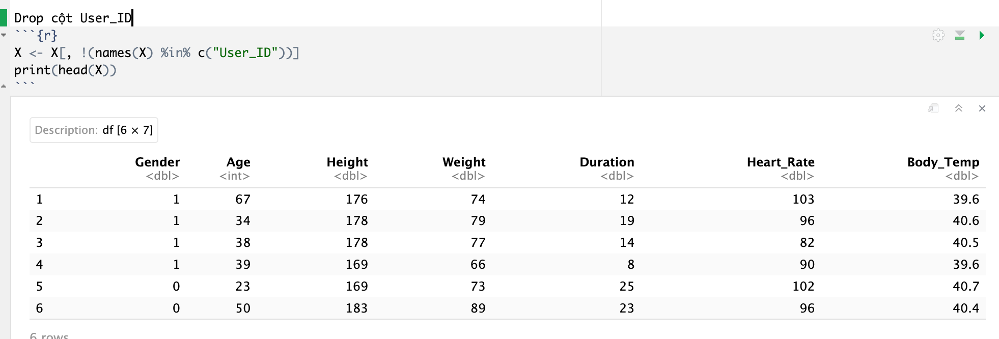 Drop cột User_ID
```{r}
X <- X[, !(names(X) %in% c("User_ID"))]
print(head(X))
```
Description: df [6 × 7]
Gender Age Height Weight Duration Heart_Rate Body_Temp
<dbl> <int> <dbl> <dbl> <dbl> <dbl> <dbl>
1 1 67 176 74 12 103 39.6
2 1 34 178 79 19 96 40.6
3 1 38 178 77 14 82 40.5
4 1 39 169 66 8 90 39.6
5 0 23 169 73 25 102 40.7
6 0 50 183 89 23 96 40.4
6 rows